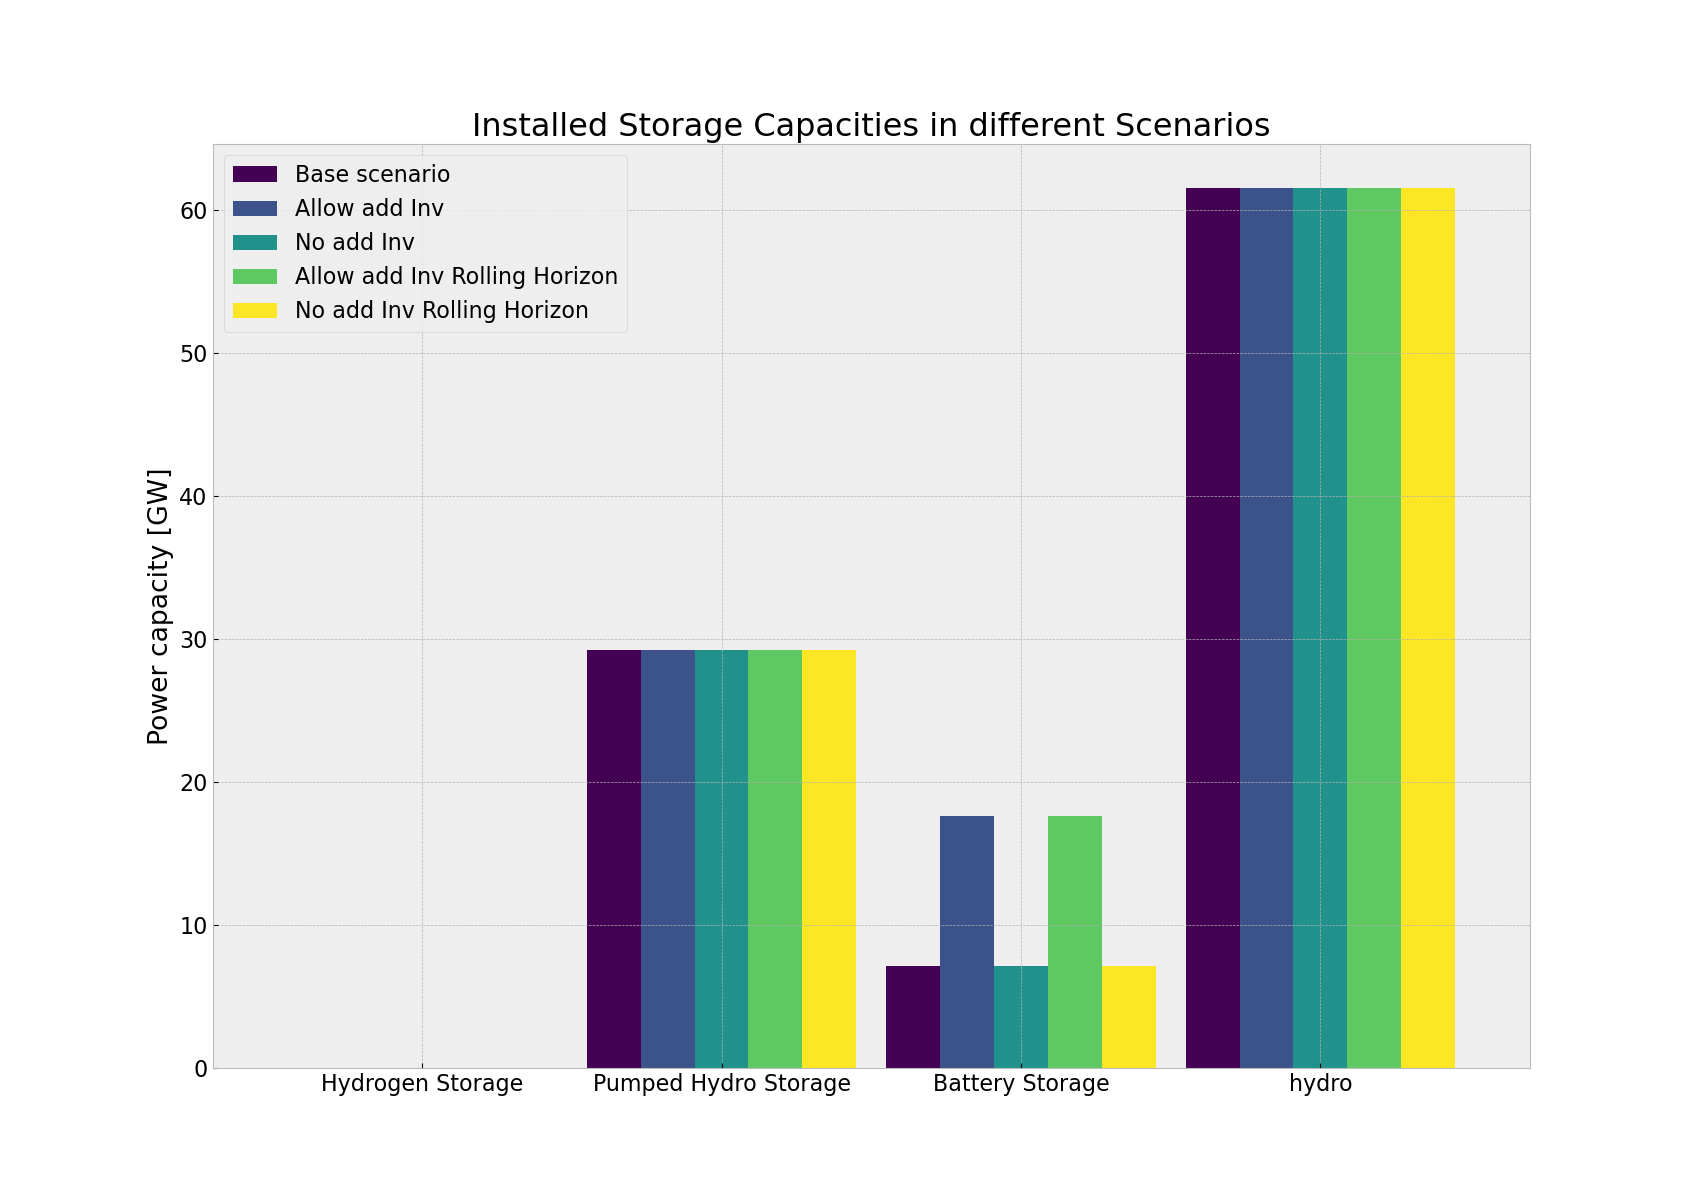 Installed Storage Capacities in different Scenarios
Base scenario
Allow add Inv
No add Inv
Allow add Inv Rolling Horizon
No add Inv Rolling Horizon
Power capacity [GW]
60
50
40
30
20
10
0
Hydrogen Storage
Pumped Hydro Storage
Battery Storage
hydro